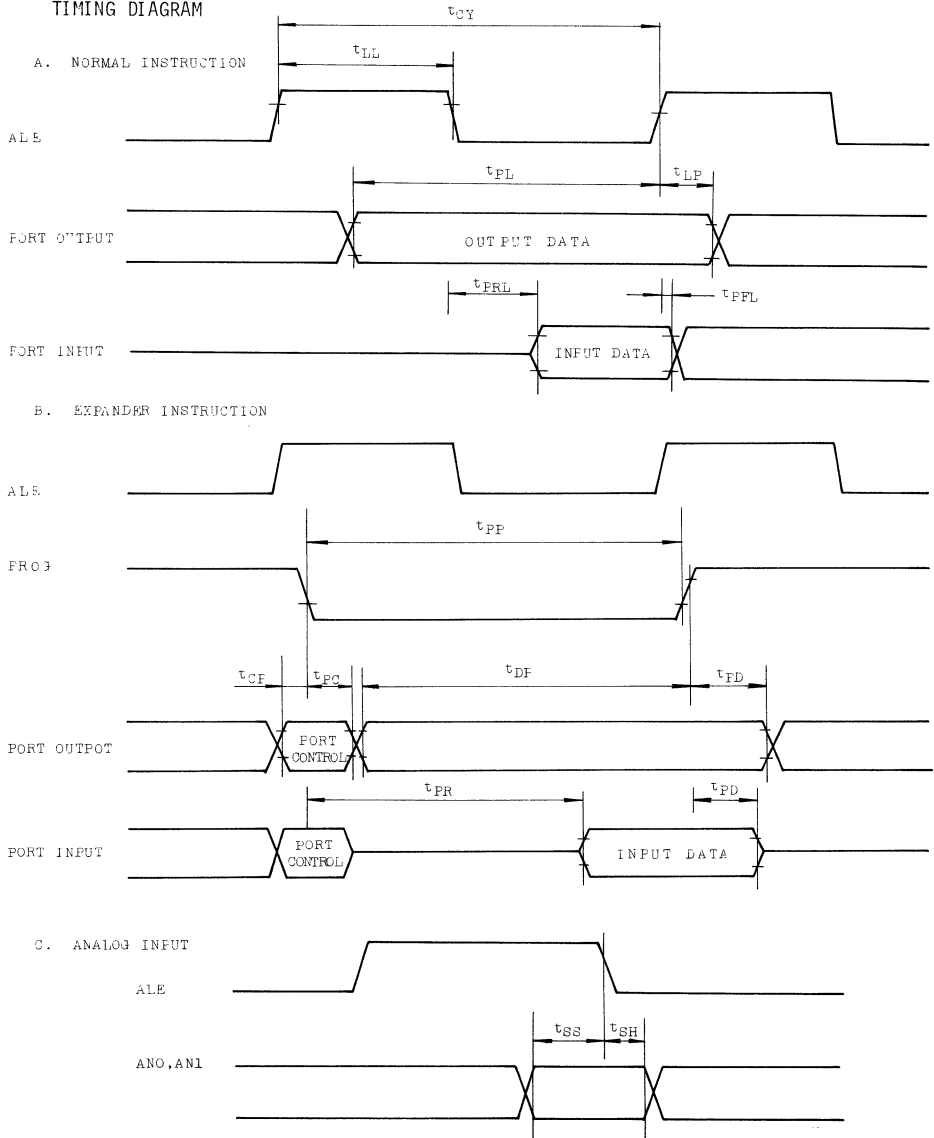 TIMING DIAGRAM
tCY
A. NORMAL INSTRUCTION
tLL
ALE
tPL
tLP
PORT OUTPUT
OUTPUT DATA
tPRL
tPFL
PORT INPUT
INPUT DATA
B. EXPANDER INSTRUCTION
ALE
tPP
PROG
tCP
tPC
tDP
tPD
PORT OUTPOT
PORT
CONTROL
tPR
tPD
PORT INPUT
PORT
CONTROL
INPUT DATA
C. ANALOG INPUT
ALE
tSS
tSH
AN0,AN1